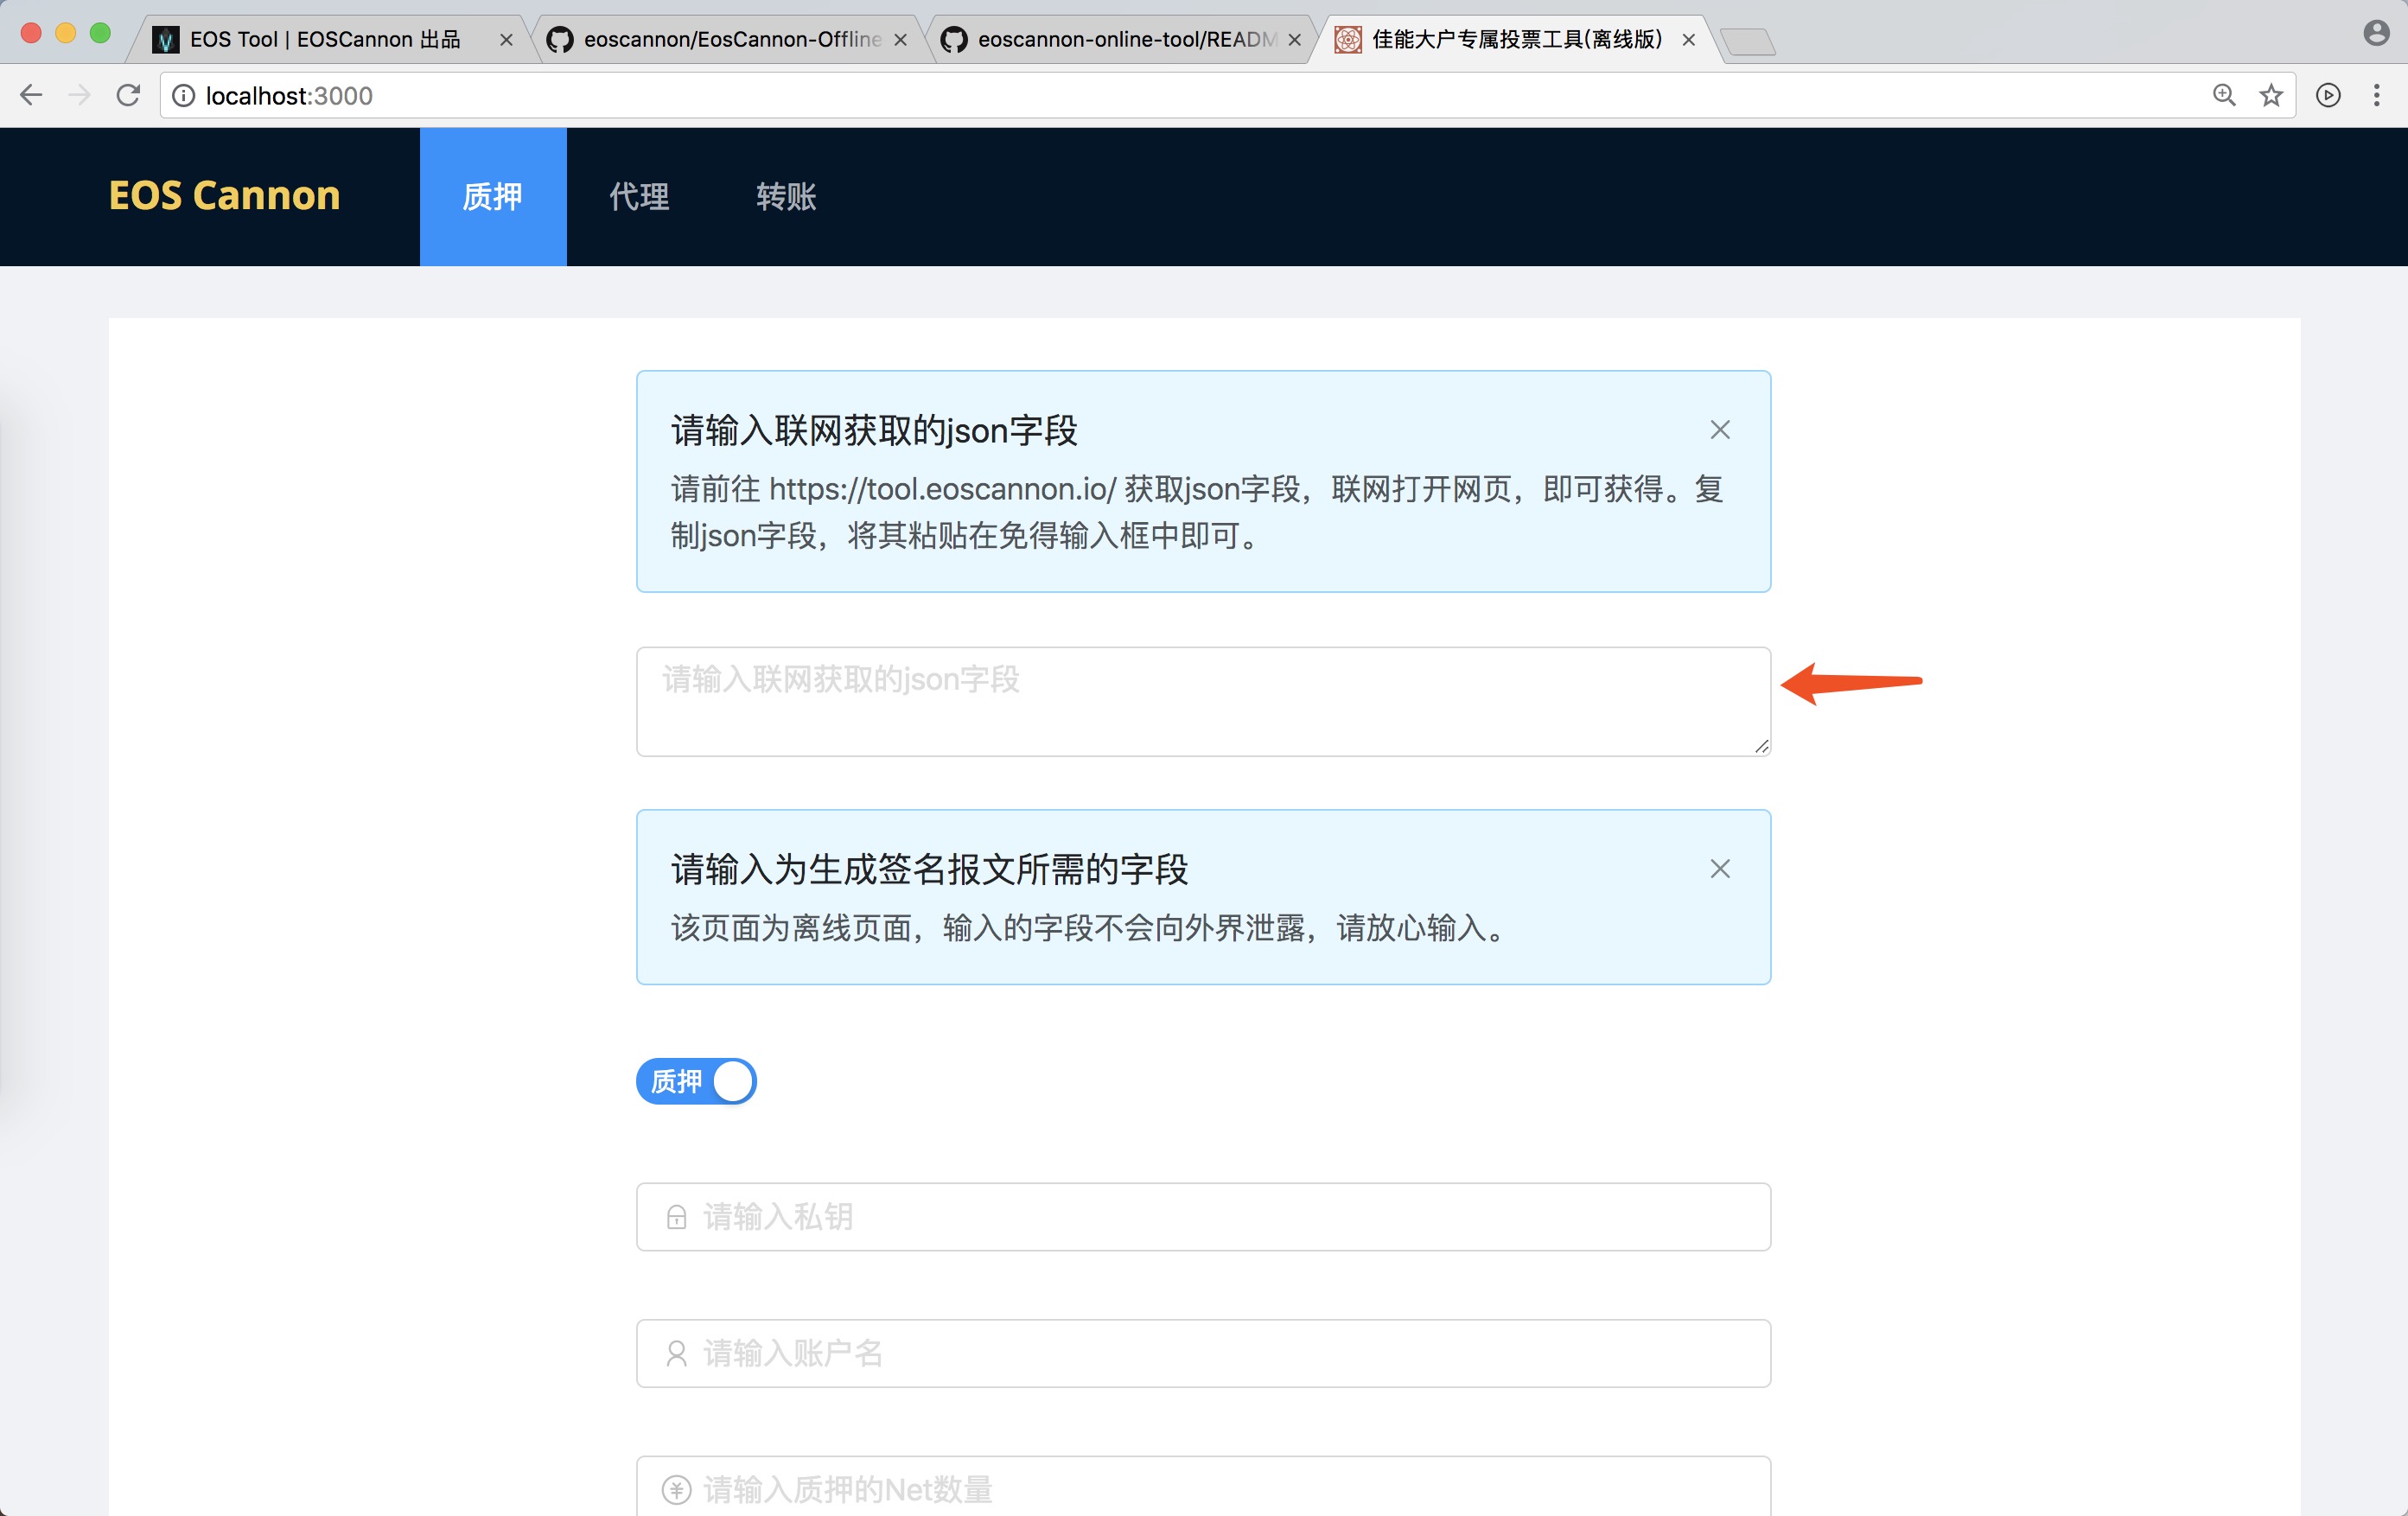 EOS Tool | EOSCannon 出品
eoscannon/EosCannon-Offline
eoscannon-online-tool/READM
佳能大户专属投票工具(离线版)
localhost:3000
EOS Cannon
质押
代理
转账
请输入联网获取的json字段
请前往 https://tool.eoscannon.io/ 获取json字段，联网打开网页，即可获得。复
制json字段，将其粘贴在免得输入框中即可。
请输入联网获取的json字段
请输入为生成签名报文所需的字段
该页面为离线页面，输入的字段不会向外界泄露，请放心输入。
质押
请输入私钥
请输入账户名
请输入质押的Net数量